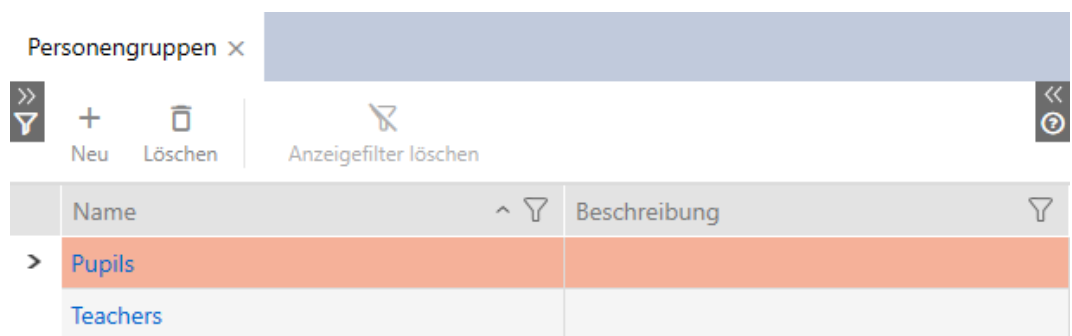 Personengruppen
Neu Löschen Anzeigefilter löschen
Name Beschreibung
Pupils
Teachers